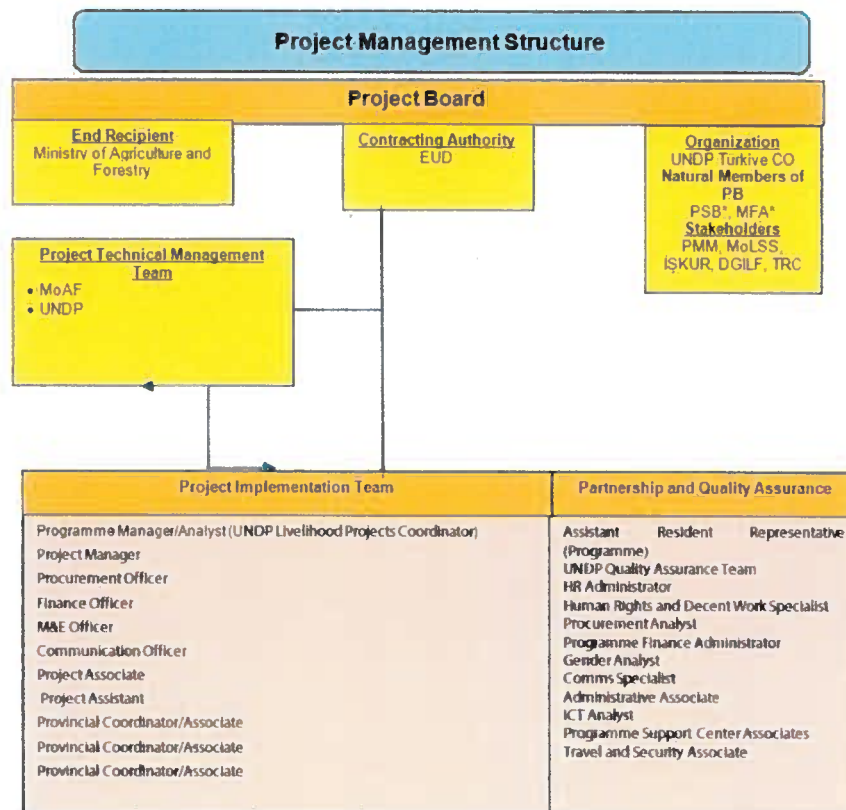 Project Management Structure
Project Board
End Recipient
Ministry of Agriculture and
Forestry
Contracting Authority
EUD
Organization
UNDP Türkiye CO
Natural Members of
PB
PSB*, MFA*
Stakeholders
PMM, MoLSS,
İŞKUR, DGILF, TRC
Project Technical Management
Team
• MoAF
• UNDP
Project Implementation Team
Programme Manager/Analyst (UNDP Livelihood Projects Coordinator)
Project Manager
Procurement Officer
Finance Officer
M&E Officer
Communication Officer
Project Associate
Project Assistant
Provincial Coordinator/Associate
Provincial Coordinator/Associate
Provincial Coordinator/Associate
Partnership and Quality Assurance
Assistant Resident Representative
(Programme)
UNDP Quality Assurance Team
HR Administrator
Human Rights and Decent Work Specialist
Procurement Analyst
Programme Finance Administrator
Gender Analyst
Comms Specialist
Administrative Associate
ICT Analyst
Programme Support Center Associates
Travel and Security Associate